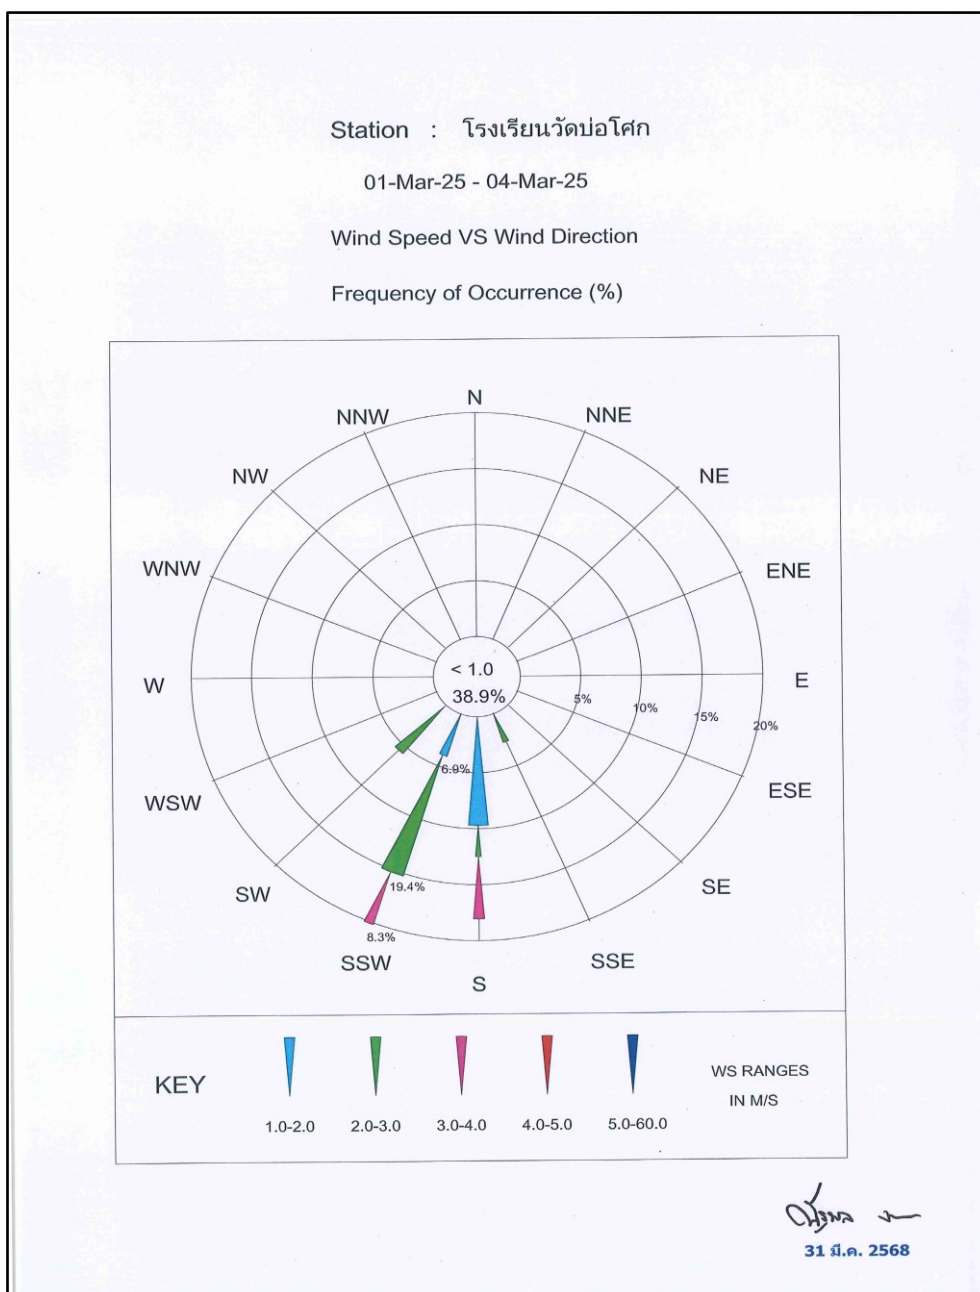 Station : โรงเรียนวัดบ่อโศก
01-Mar-25 - 04-Mar-25
Wind Speed VS Wind Direction
Frequency of Occurrence (%)
N
NNW
NNE
NW
NE
WNW
ENE
< 1.0
38.9%
W
E
5%
10%
15%
20%
6.9%
WSW
ESE
19.4%
SW
SE
8.3%
SSW
SSE
S
KEY
WS RANGES
IN M/S
1.0-2.0
2.0-3.0
3.0-4.0
4.0-5.0
5.0-60.0
31 มี.ค. 2568